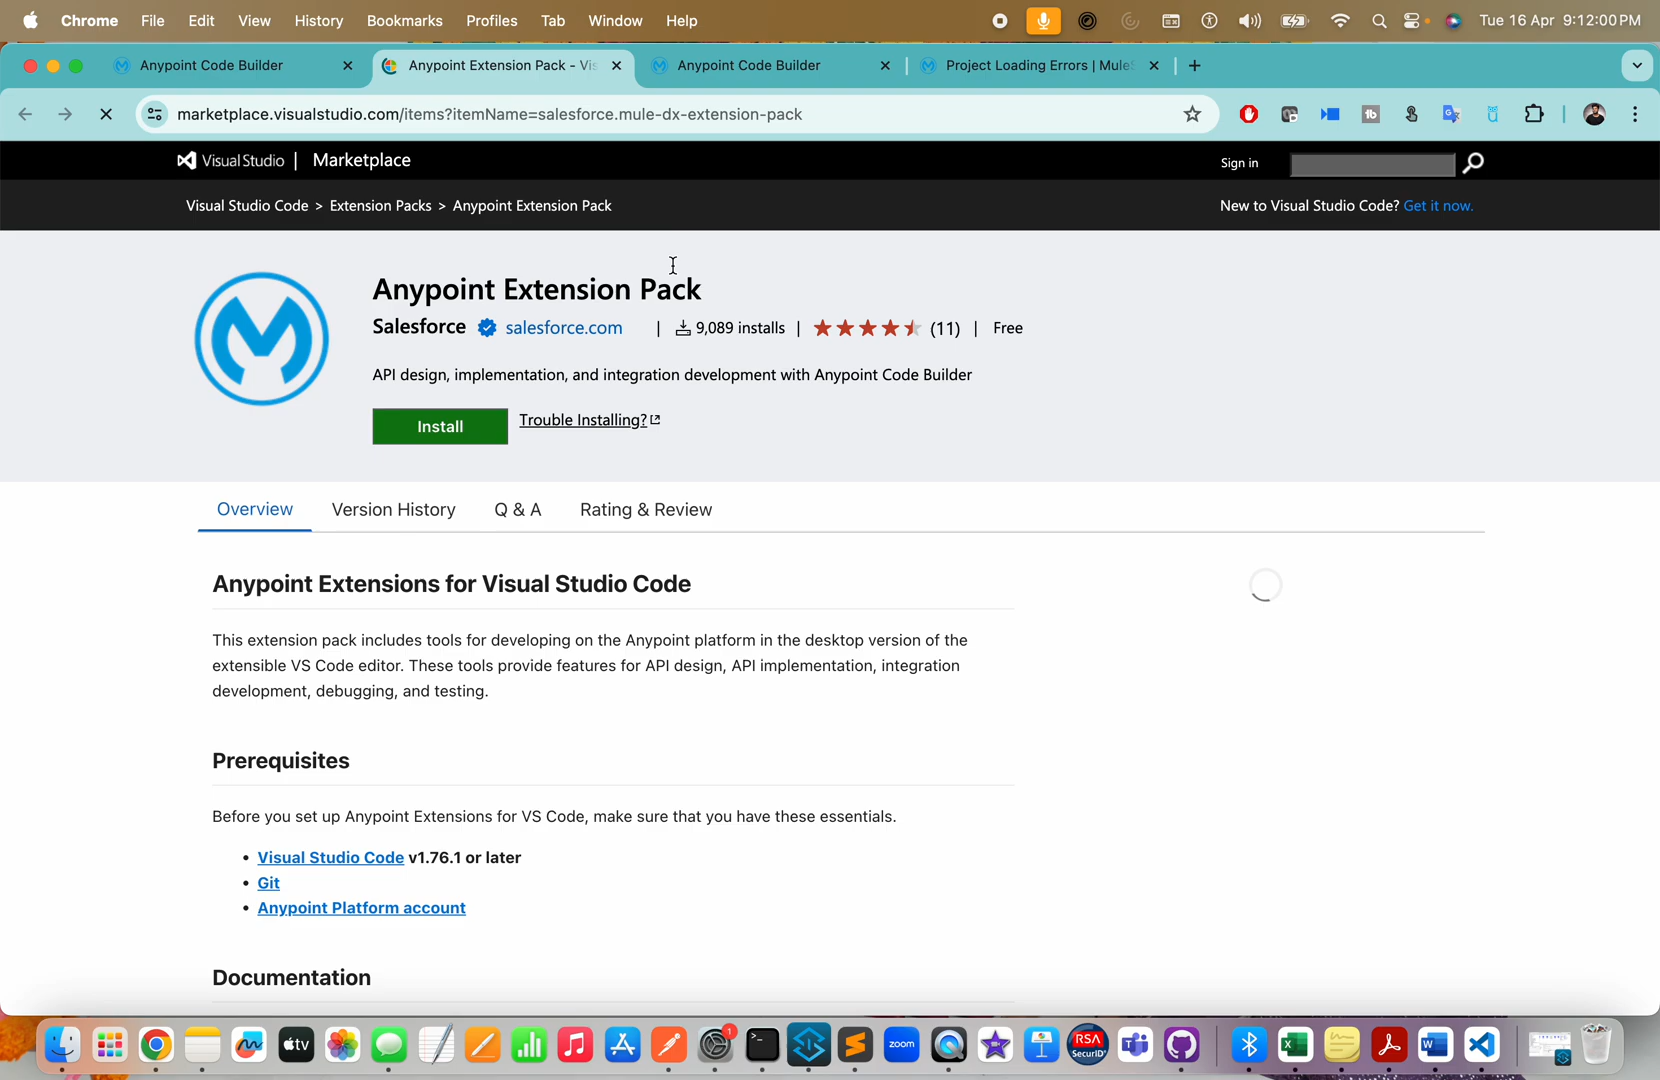 Chrome File Edit View History Bookmarks Profiles Tab Window Help Tue 16 Apr 9:12:00 PM
Anypoint Code Builder Anypoint Extension Pack - Vis Anypoint Code Builder Project Loading Errors | Mule
marketplace.visualstudio.com/items?itemName=salesforce.mule-dx-extension-pack
Visual Studio | Marketplace Sign in
Visual Studio Code > Extension Packs > Anypoint Extension Pack New to Visual Studio Code? Get it now.
Anypoint Extension Pack
Salesforce salesforce.com | 9,089 installs | (11) | Free
API design, implementation, and integration development with Anypoint Code Builder
Install Trouble Installing?
Overview Version History Q & A Rating & Review
Anypoint Extensions for Visual Studio Code
This extension pack includes tools for developing on the Anypoint platform in the desktop version of the
extensible VS Code editor. These tools provide features for API design, API implementation, integration
development, debugging, and testing.
Prerequisites
Before you set up Anypoint Extensions for VS Code, make sure that you have these essentials.
• Visual Studio Code v1.76.1 or later
• Git
• Anypoint Platform account
Documentation
tv 1 zoom RSA SecurID